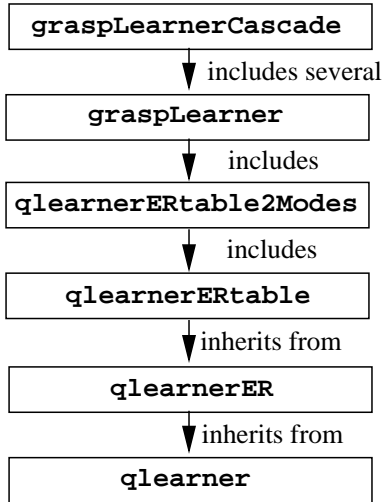 graspLearnerCascade
includes several
graspLearner
includes
qlearnerERtable2Modes
includes
qlearnerERtable
inherits from
qlearnerER
inherits from
qlearner